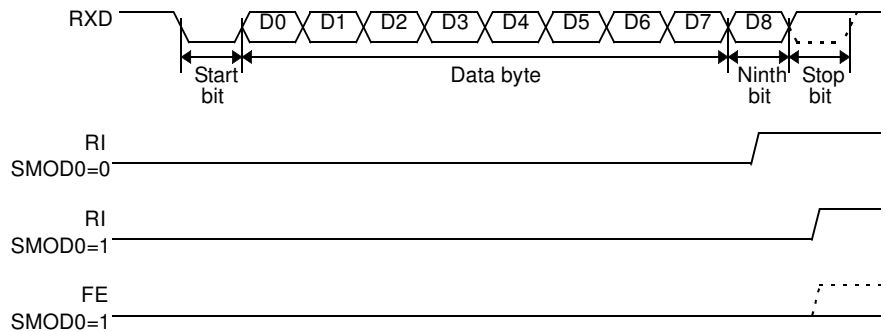 RXD D0 D1 D2 D3 D4 D5 D6 D7 D8
Start bit
Data byte
Ninth bit
Stop bit
RI
SMOD0=0
RI
SMOD0=1
FE
SMOD0=1